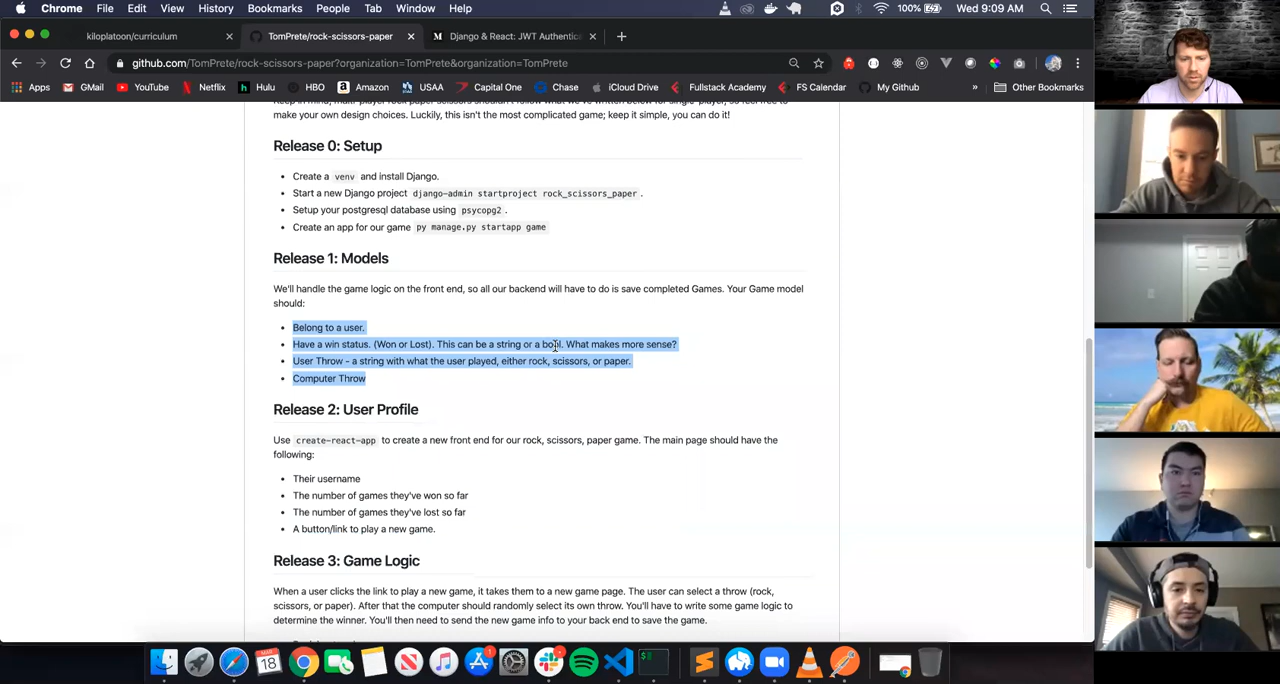 Chrome File Edit View History Bookmarks People Tab Window Help 100% Wed 9:09 AM
kiloplatoon/curriculum TomPrete/rock-scissors-paper Django & React: JWT Authentic
github.com/TomPrete/rock-scissors-paper?organization=TomPrete&organization=TomPrete
Apps GMail YouTube Netflix Hulu HBO Amazon USAA Capital One Chase iCloud Drive Fullstack Academy FS Calendar My Github » Other Bookmarks
make your own design choices. Luckily, this isn't the most complicated game; keep it simple, you can do it!
Release 0: Setup
• Create a venv and install Django.
• Start a new Django project django-admin startproject rock_scissors_paper .
• Setup your postgresql database using psycopg2 .
• Create an app for our game py manage.py startapp game
Release 1: Models
We'll handle the game logic on the front end, so all our backend will have to do is save completed Games. Your Game model
should:
• Belong to a user.
• Have a win status. (Won or Lost). This can be a string or a bool. What makes more sense?
• User Throw - a string with what the user played, either rock, scissors, or paper.
• Computer Throw
Release 2: User Profile
Use create-react-app to create a new front end for our rock, scissors, paper game. The main page should have the
following:
• Their username
• The number of games they've won so far
• The number of games they've lost so far
• A button/link to play a new game.
Release 3: Game Logic
When a user clicks the link to play a new game, it takes them to a new game page. The user can select a throw (rock,
scissors, or paper). After that the computer should randomly select its own throw. You'll have to write some game logic to
determine the winner. You'll then need to send the new game info to your back end to save the game.